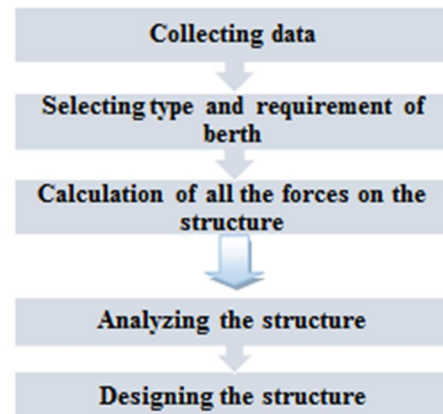 Collecting data
Selecting type and requirement of
berth
Calculation of all the forces on the
structure
Analyzing the structure
Designing the structure